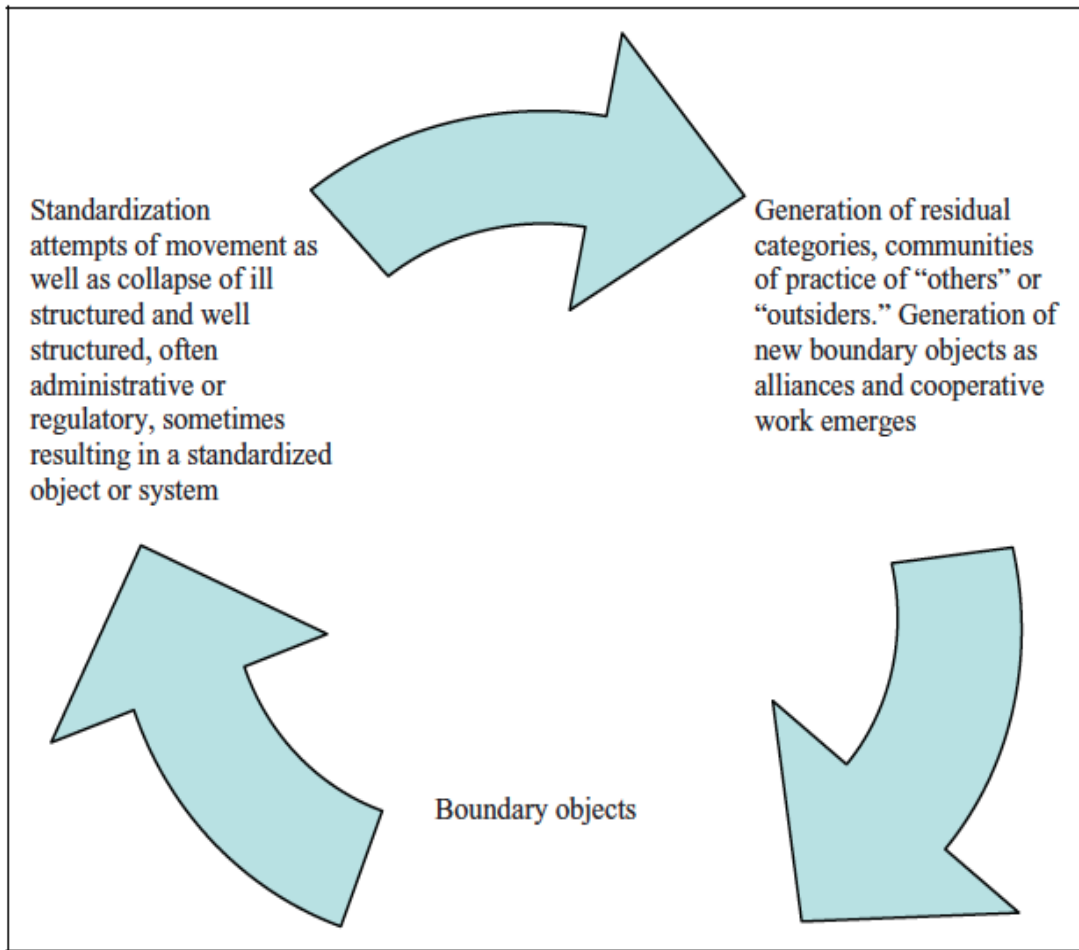 Standardization
attempts of movement as
well as collapse of ill
structured and well
structured, often
administrative or
regulatory, sometimes
resulting in a standardized
object or system
Generation of residual
categories, communities
of practice of “others” or
“outsiders.” Generation of
new boundary objects as
alliances and cooperative
work emerges
Boundary objects